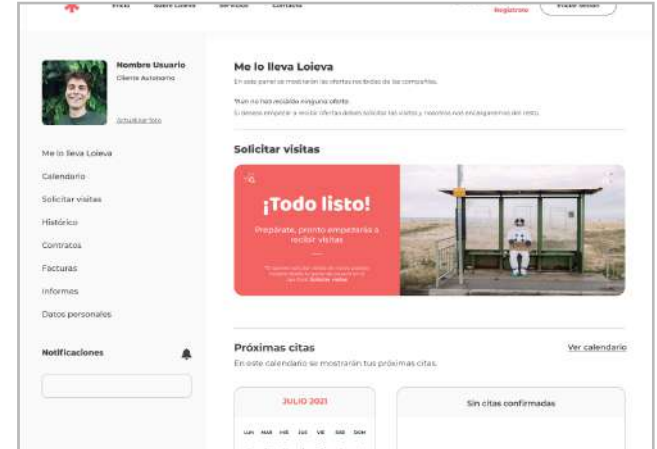 Inicio Sobre Loieva Servicios Contacto
Regístrate
Iniciar sesión
Nombre Usuario
Cliente Autónomo
Actualizar foto
Me lo lleva Loieva
Calendario
Solicitar visitas
Histórico
Contratos
Facturas
Informes
Datos personales
Notificaciones
Me lo lleva Loieva
En este panel se mostrarán las ofertas recibidas de las compañías.
*Aún no has recibido ninguna oferta
Si deseas empezar a recibir ofertas debes solicitar las visitas y nosotros nos encargaremos del resto.
Solicitar visitas
¡Todo listo!
Prepárate, pronto empezarás a
recibir visitas
Próximas citas
Ver calendario
En este calendario se mostrarán tus próximas citas.
JULIO 2021
LUN MAR MIÉ JUE VIE SÁB DOM
Sin citas confirmadas